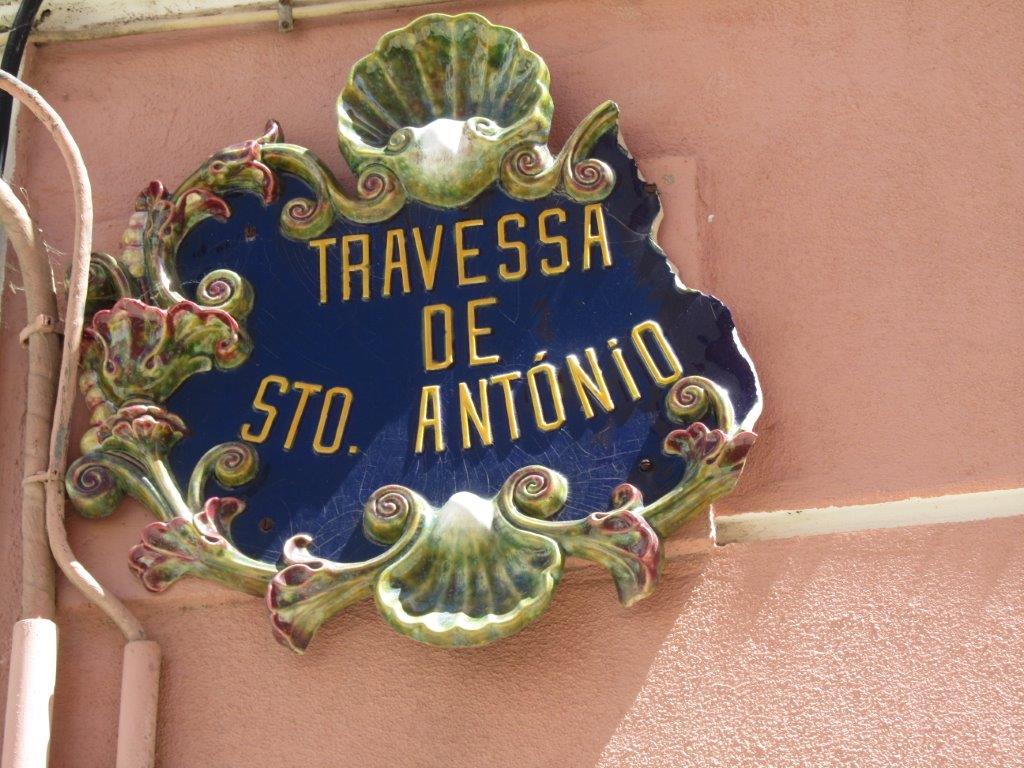 TRAVESSA
DE
STO. ANTÓNIO